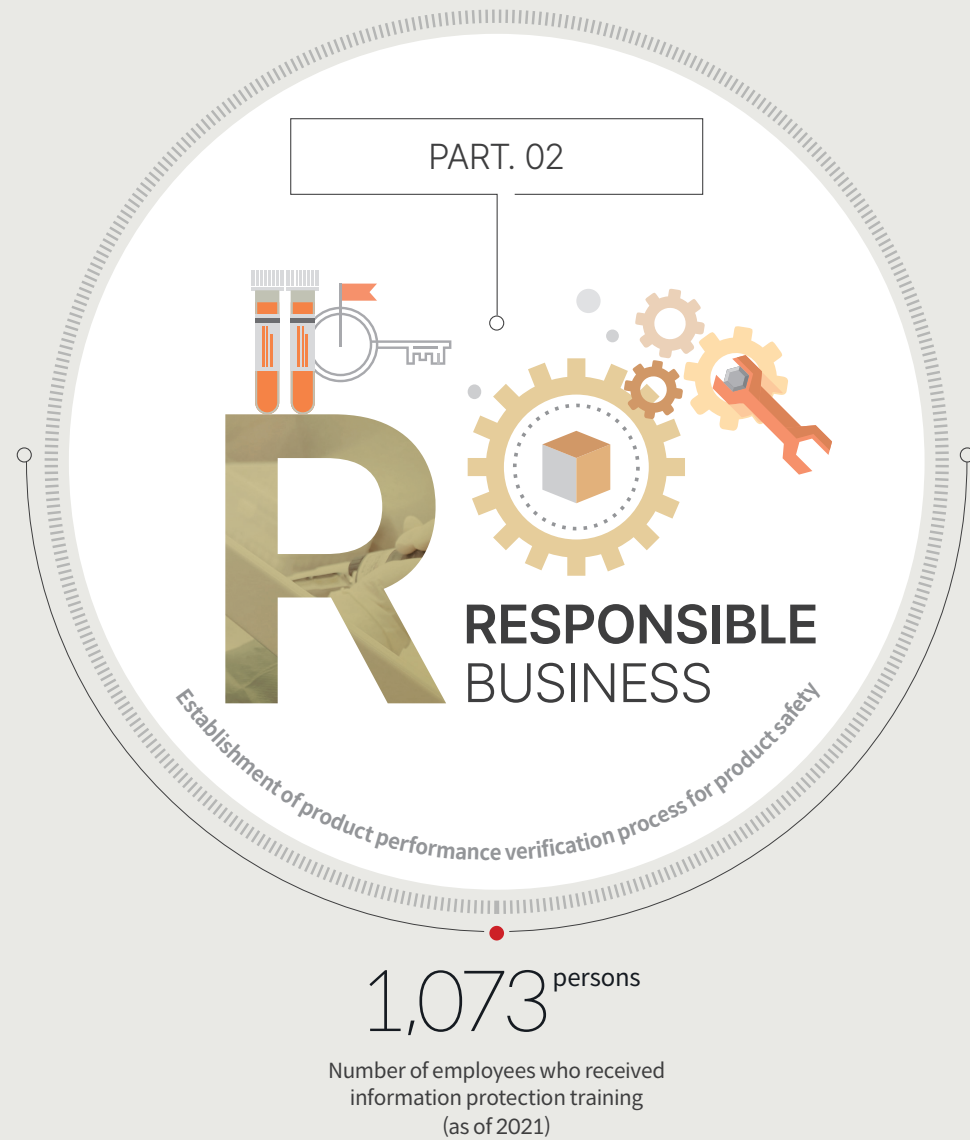 PART. 02
R
RESPONSIBLE
BUSINESS
Establishment of product performance verification process for product safety
1,073 persons
Number of employees who received
information protection training
(as of 2021)